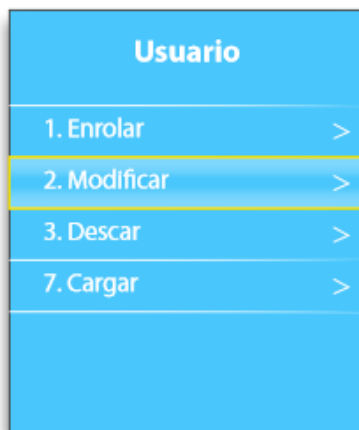 Usuario
1. Enrolar >
2. Modificar >
3. Descar >
7. Cargar >